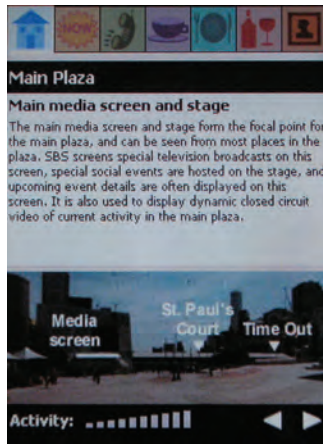 NOW
Main Plaza
Main media screen and stage
The main media screen and stage form the focal point for
the main plaza, and can be seen from most places in the
plaza. SBS screens special television broadcasts on this
screen, special social events are hosted on the stage, and
upcoming event details are often displayed on this
screen. It is also used to display dynamic closed circuit
video of current activity in the main plaza.
Media
screen
St. Paul's
Court
Time Out
Activity: